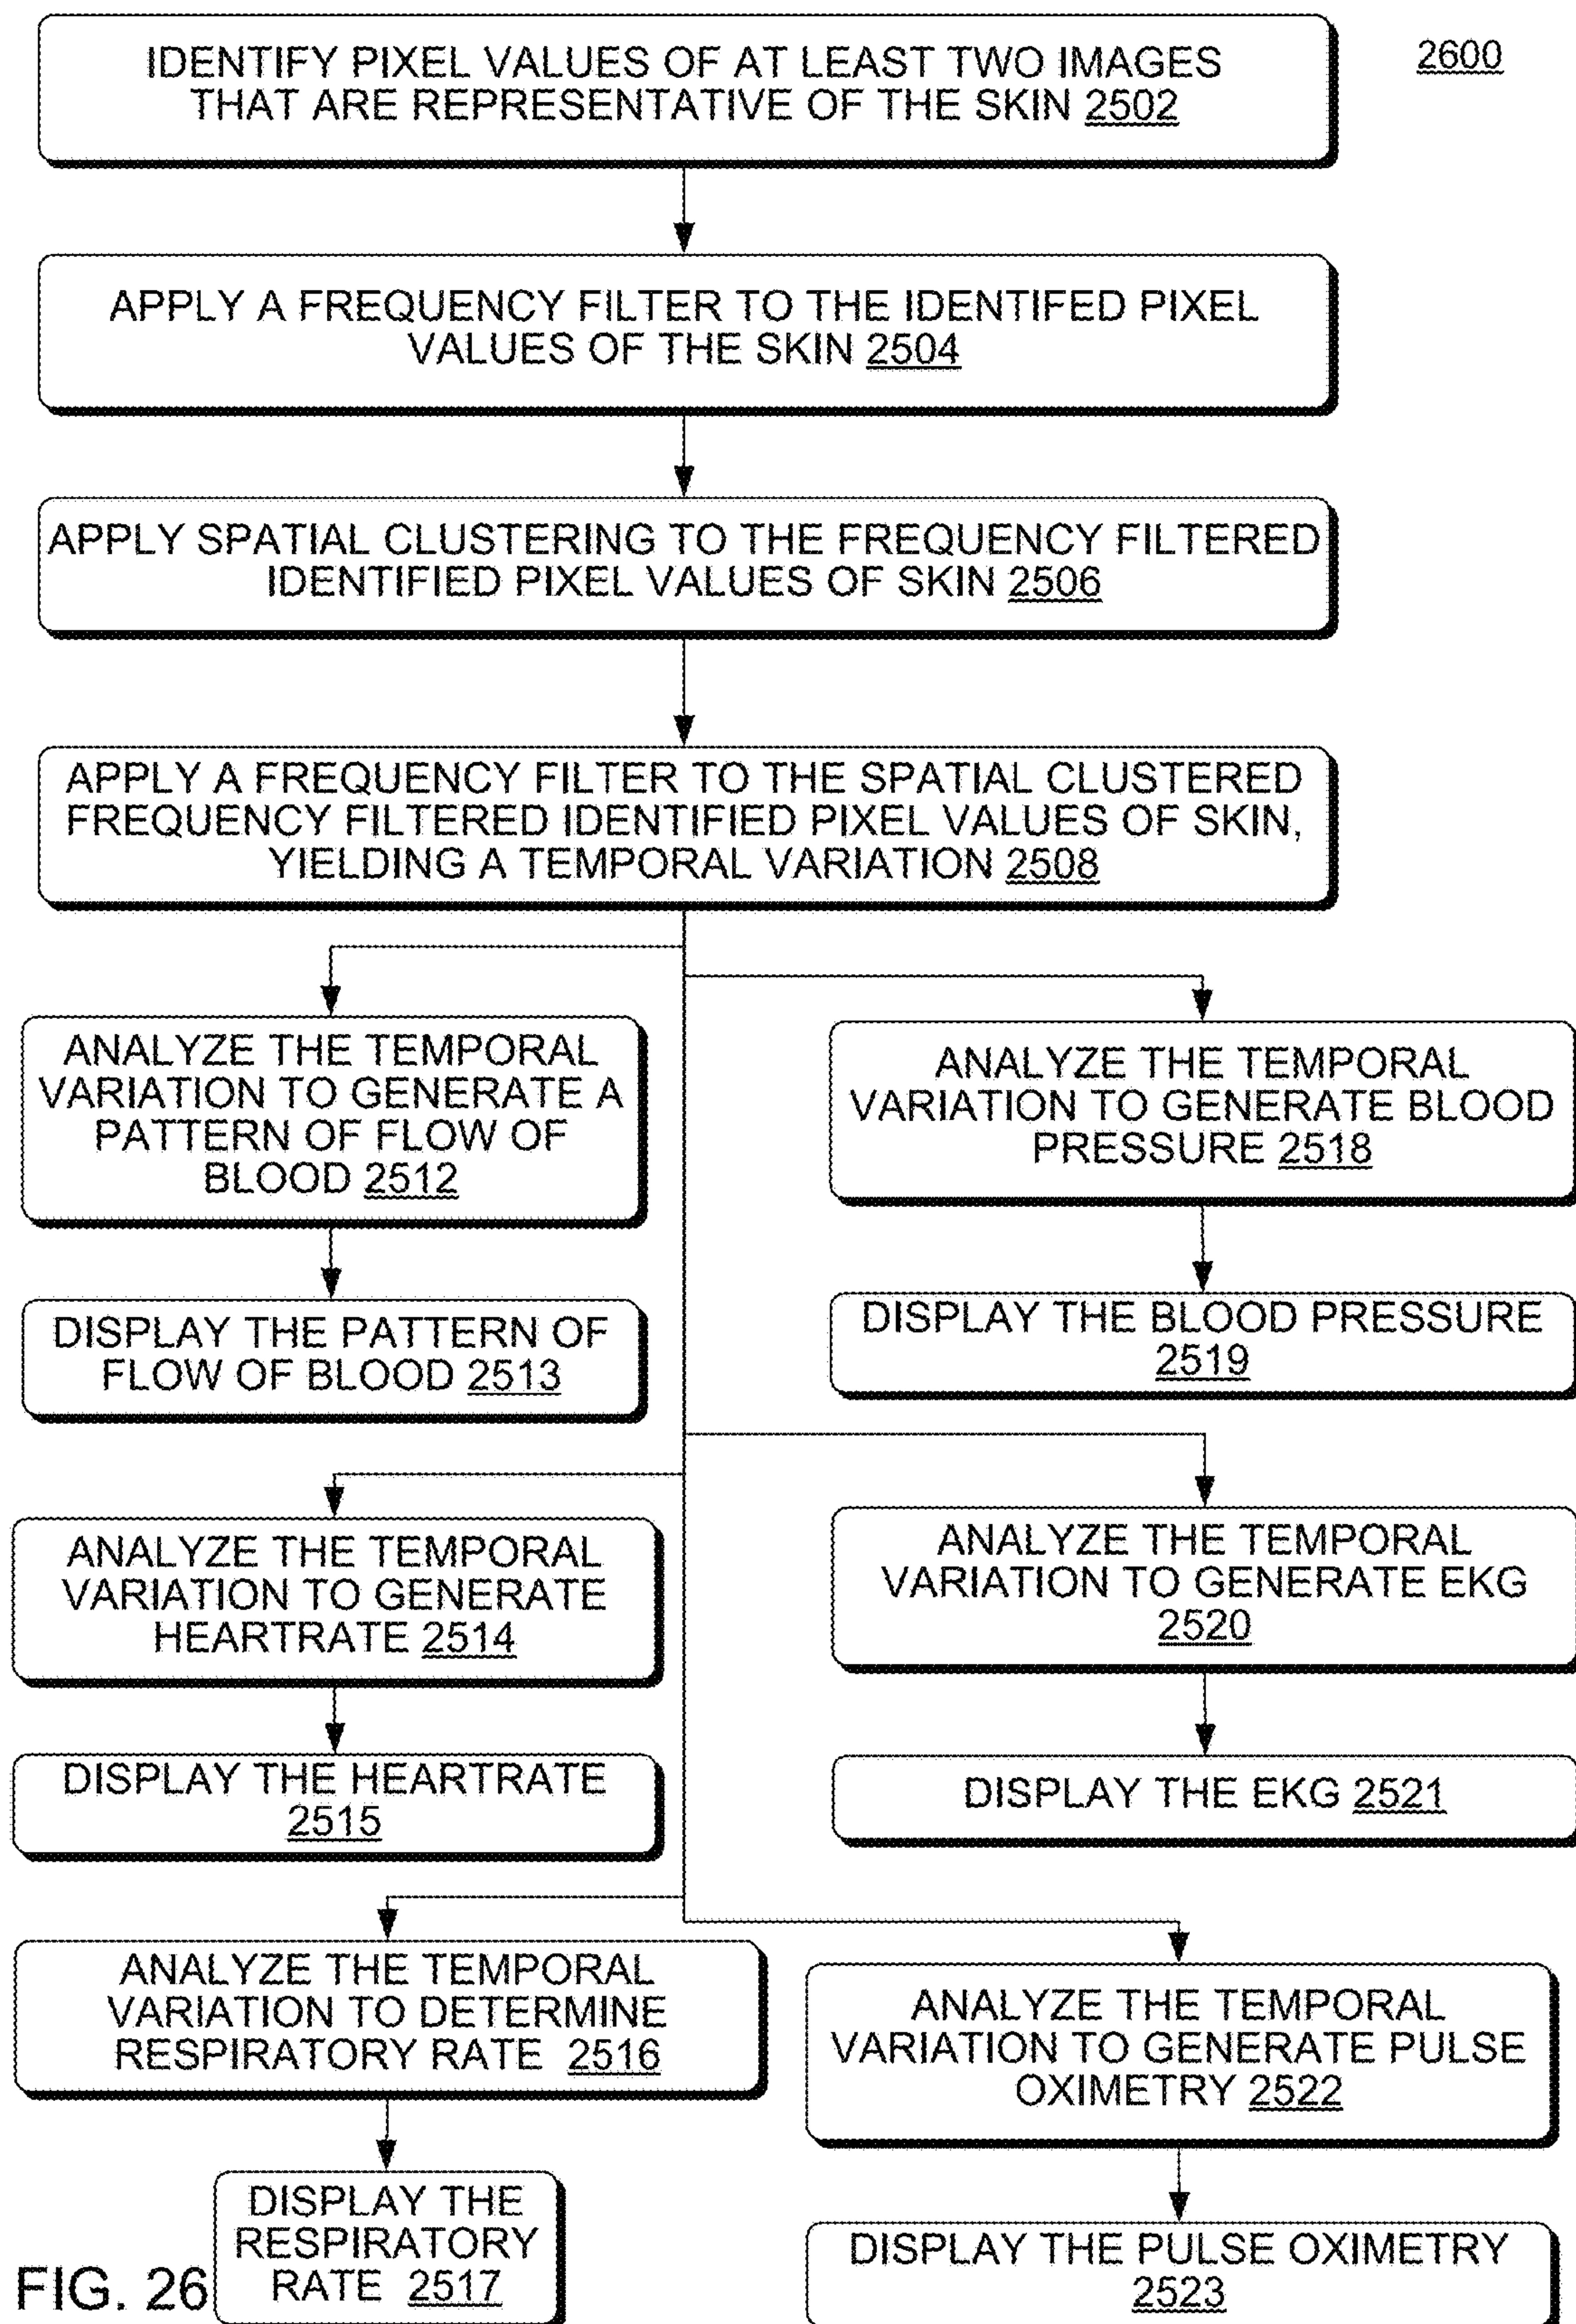 2600
IDENTIFY PIXEL VALUES OF AT LEAST TWO IMAGES
THAT ARE REPRESENTATIVE OF THE SKIN 2502
APPLY A FREQUENCY FILTER TO THE IDENTIFED PIXEL
VALUES OF THE SKIN 2504
APPLY SPATIAL CLUSTERING TO THE FREQUENCY FILTERED
IDENTIFIED PIXEL VALUES OF SKIN 2506
APPLY A FREQUENCY FILTER TO THE SPATIAL CLUSTERED
FREQUENCY FILTERED IDENTIFIED PIXEL VALUES OF SKIN,
YIELDING A TEMPORAL VARIATION 2508
ANALYZE THE TEMPORAL
VARIATION TO GENERATE A
PATTERN OF FLOW OF
BLOOD 2512
DISPLAY THE PATTERN OF
FLOW OF BLOOD 2513
ANALYZE THE TEMPORAL
VARIATION TO GENERATE BLOOD
PRESSURE 2518
DISPLAY THE BLOOD PRESSURE
2519
ANALYZE THE TEMPORAL
VARIATION TO GENERATE
HEARTRATE 2514
DISPLAY THE HEARTRATE
2515
ANALYZE THE TEMPORAL
VARIATION TO GENERATE EKG
2520
DISPLAY THE EKG 2521
ANALYZE THE TEMPORAL
VARIATION TO DETERMINE
RESPIRATORY RATE 2516
DISPLAY THE
RESPIRATORY
RATE 2517
ANALYZE THE TEMPORAL
VARIATION TO GENERATE PULSE
OXIMETRY 2522
DISPLAY THE PULSE OXIMETRY
2523
FIG. 26